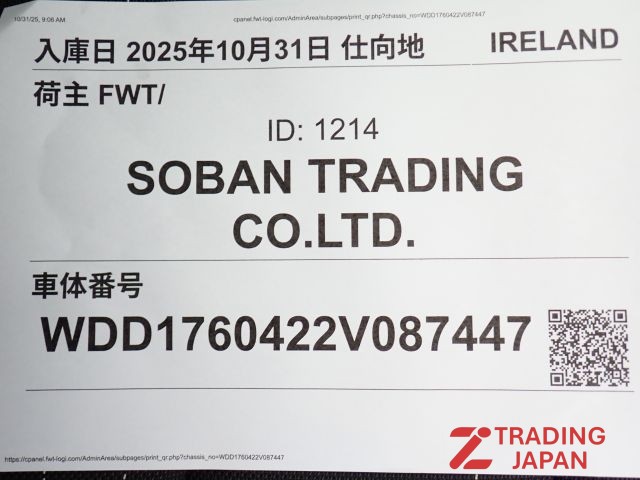 10/31/25, 9:06 AM
cpanel.fwt-logi.com/AdminArea/subpages/print_qr.php?chassis_no=WDD1760422V087447
入庫日 2025年10月31日 仕向地 IRELAND
荷主 FWT/
ID: 1214
SOBAN TRADING
CO.LTD.
車体番号
WDD1760422V087447
TRADING
JAPAN
https://cpanel.fwt-logi.com/AdminArea/subpages/print_qr.php?chassis_no=WDD1760422V087447